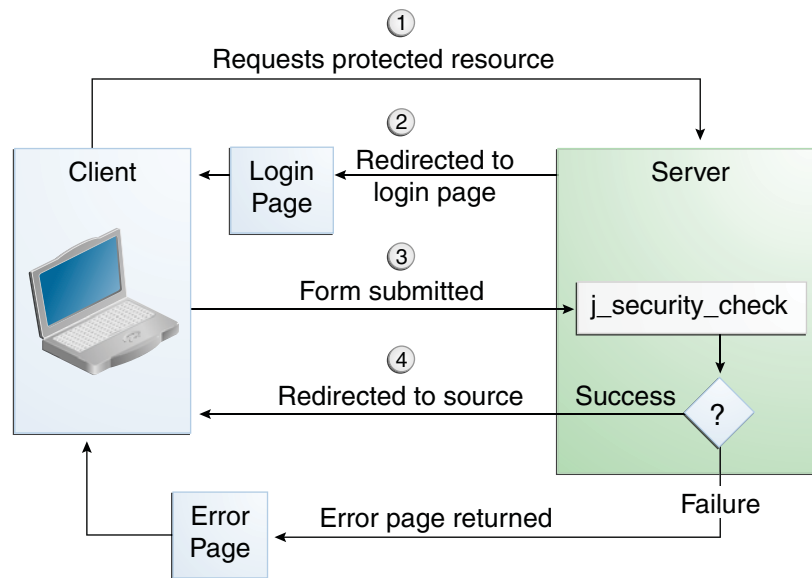 1
Requests protected resource
2
Client
Login
Page
Redirected to
login page
Server
3
Form submitted
j_security_check
4
Redirected to source
Success
?
Failure
Error
Page
Error page returned